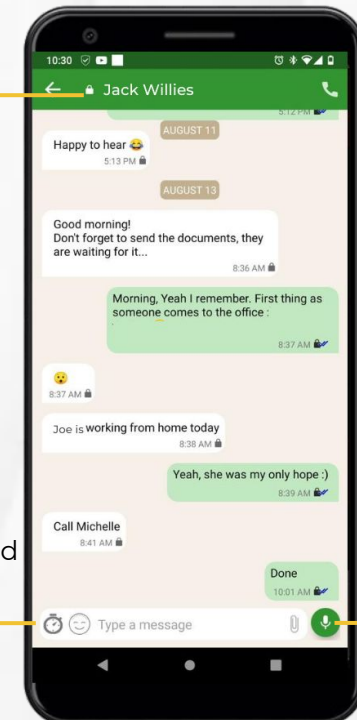 10:30
Jack Willies
5:12 PM
AUGUST 11
Happy to hear 😂
5:13 PM
AUGUST 13
Good morning!
Don't forget to send the documents, they
are waiting for it...
8:36 AM
Morning, Yeah I remember. First thing as
someone comes to the office :
8:37 AM
😯
8:37 AM
Joe is working from home today
8:38 AM
Yeah, she was my only hope :)
8:39 AM
Call Michelle
8:41 AM
d
Done
10:01 AM
Type a message